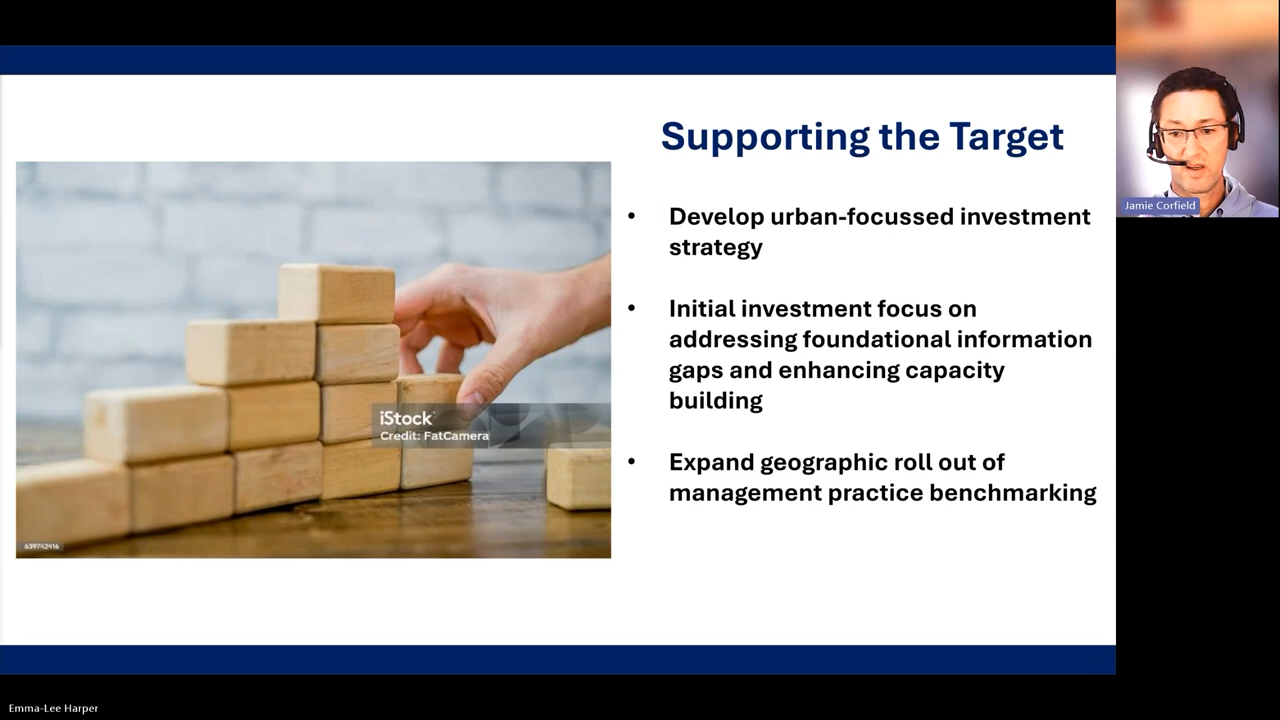 Supporting the Target
• Develop urban-focussed investment
strategy
• Initial investment focus on
addressing foundational information
gaps and enhancing capacity
building
• Expand geographic roll out of
management practice benchmarking
iStock
Credit: FatCamera
639742416
Jamie Corfield
Emma-Lee Harper